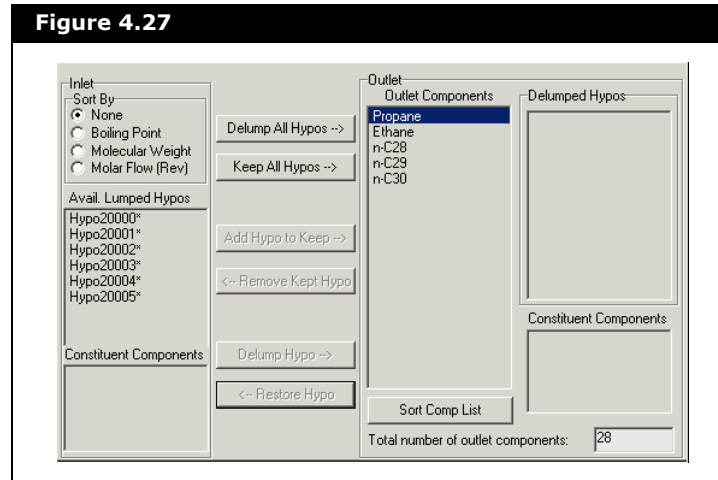 Figure 4.27
Inlet
Sort By
None
Boiling Point
Molecular Weight
Molar Flow (Rev)
Avail. Lumped Hypos
Hypo20000*
Hypo20001*
Hypo20002*
Hypo20003*
Hypo20004*
Hypo20005*
Constituent Components
Delump All Hypos -->
Keep All Hypos -->
Add Hypo to Keep -->
<-- Remove Kept Hypo
Delump Hypo -->
<-- Restore Hypo
Outlet
Outlet Components
Propane
Ethane
n-C28
n-C29
n-C30
Sort Comp List
Delumped Hypos
Constituent Components
Total number of outlet components: 28